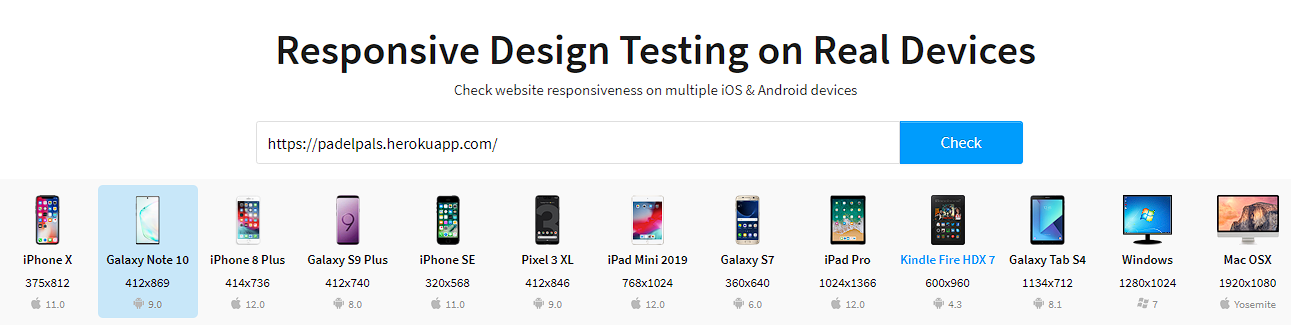 Responsive Design Testing on Real Devices
Check website responsiveness on multiple iOS & Android devices
https://padelpals.herokuapp.com/
Check
iPhone X
375x812
11.0
9
Galaxy Note 10
412x869
9.0
iPhone 8 Plus
414x736
12.0
Galaxy S9 Plus
412x740
8.0
iPhone SE
320x568
11.0
Pixel 3 XL
412x846
9.0
iPad Mini 2019
768x1024
12.0
Galaxy S7
360x640
6.0
iPad Pro
1024x1366
12.0
Kindle Fire HDX 7
600x960
4.3
Galaxy Tab S4
1134x712
8.1
Windows
1280x1024
7
Mac OSX
1920x1080
Yosemite